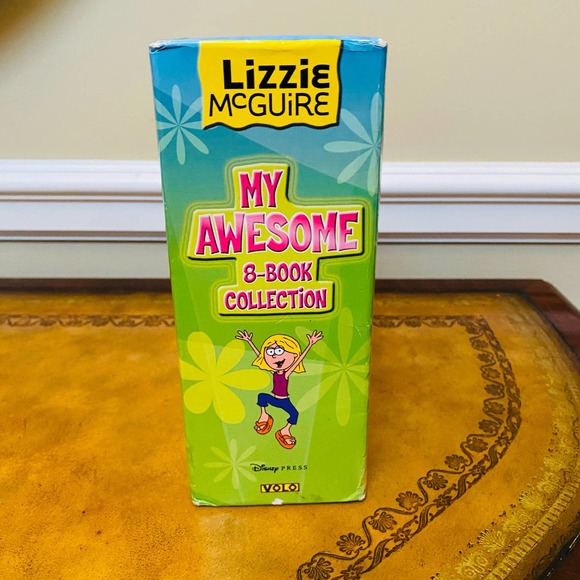 Lizzie
McGUiRE
MY
AWESOME
8-BOOK
COLLECTiON
Disney PRESS
VOLO